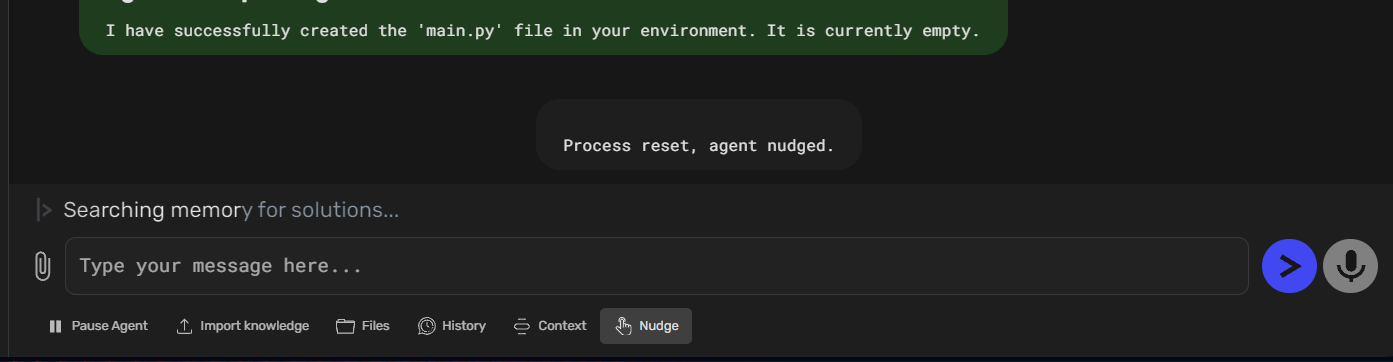 I have successfully created the 'main.py' file in your environment. It is currently empty.
Process reset, agent nudged.
|> Searching memory for solutions...
Type your message here...
Pause Agent Import knowledge Files History Context Nudge